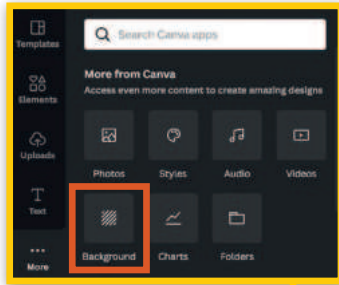 Templates
Elements
Uploads
Text
More
Search Canva apps
More from Canva
Access even more content to create amazing designs
Photos
Styles
Audio
Videos
Background
Charts
Folders